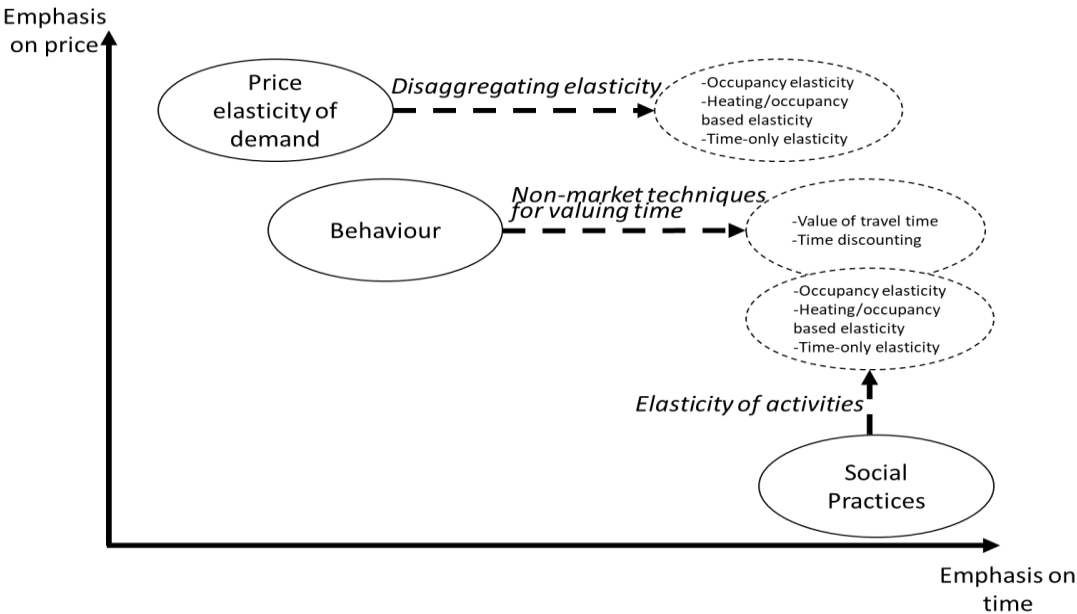 Emphasis
on price
Price
elasticity of
demand
Disaggregating elasticity
-Occupancy elasticity
-Heating/occupancy
based elasticity
-Time-only elasticity
Behaviour
Non-market techniques
for valuing time
-Value of travel time
-Time discounting
-Occupancy elasticity
-Heating/occupancy
based elasticity
-Time-only elasticity
Elasticity of activities
Social
Practices
Emphasis on
time